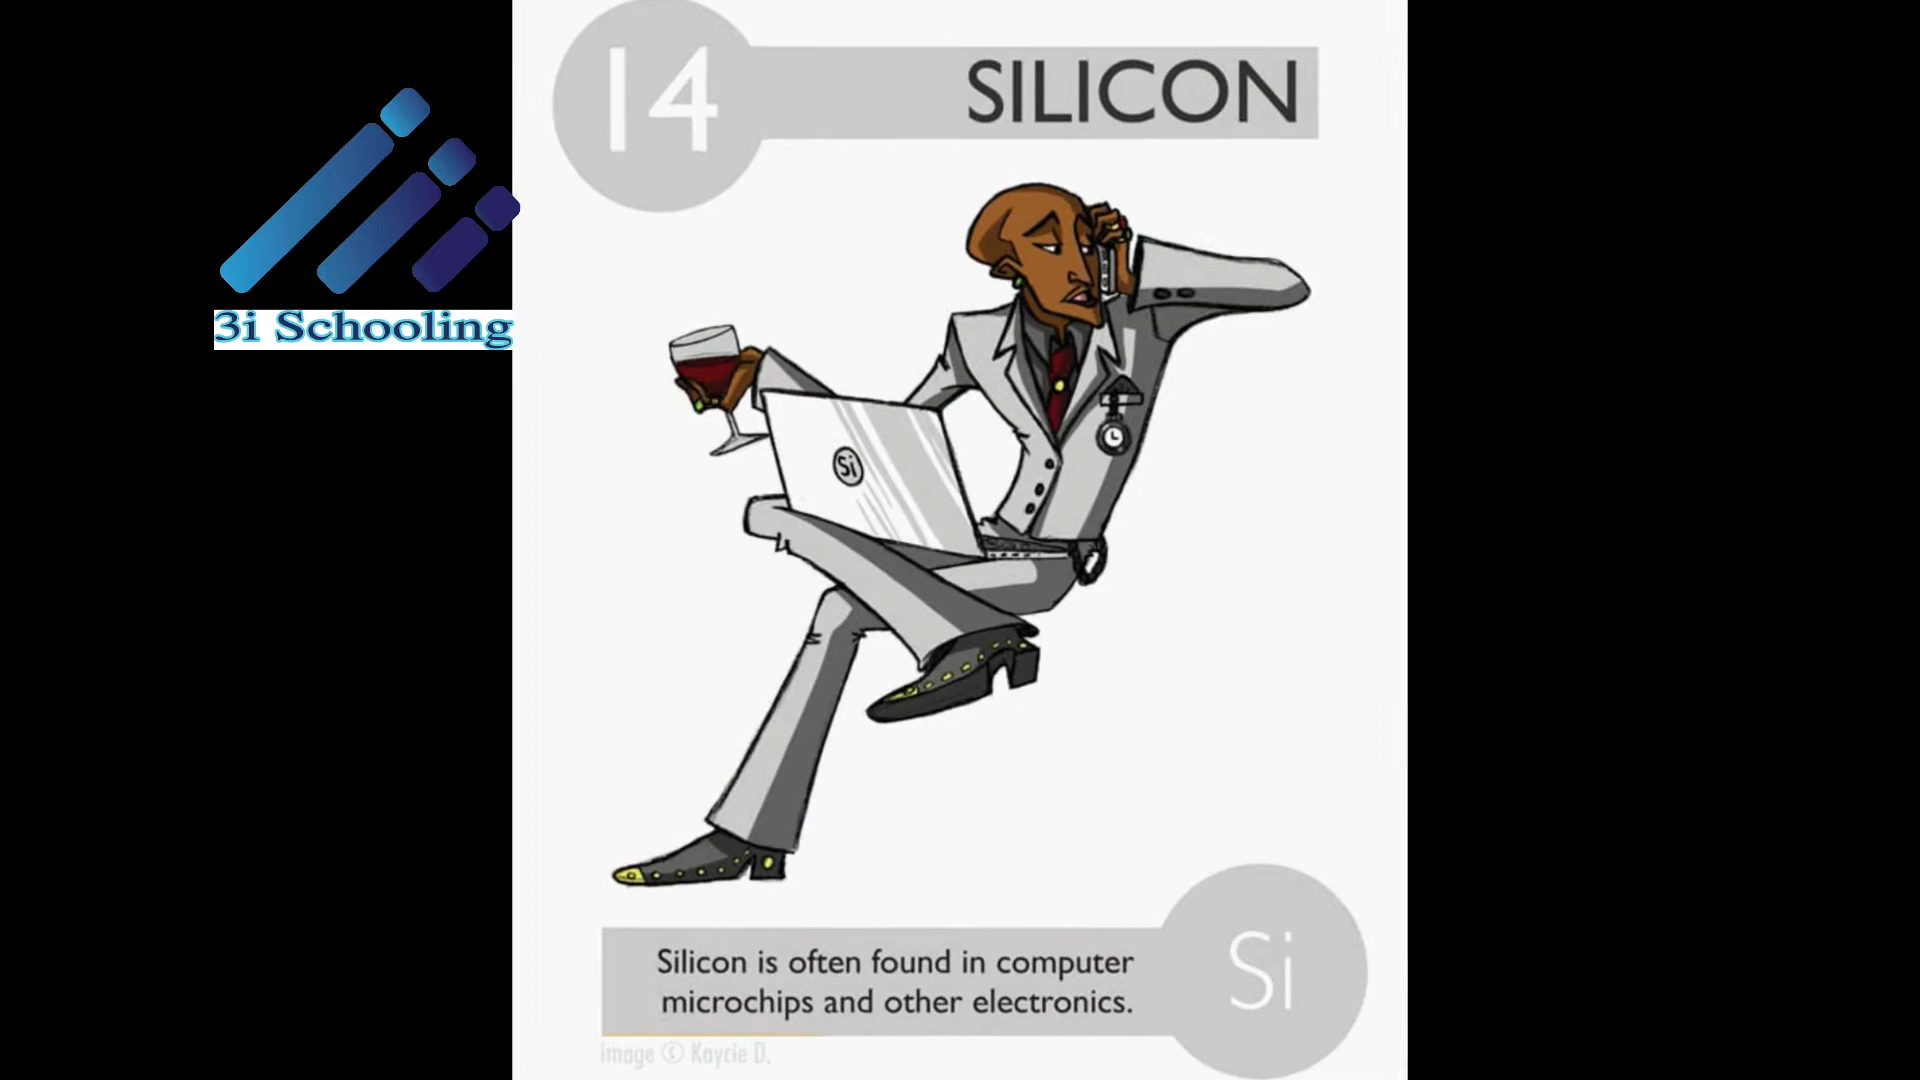 14
SILICON
3i Schooling
Si
Silicon is often found in computer
microchips and other electronics.
Si
image © Kaycie D.